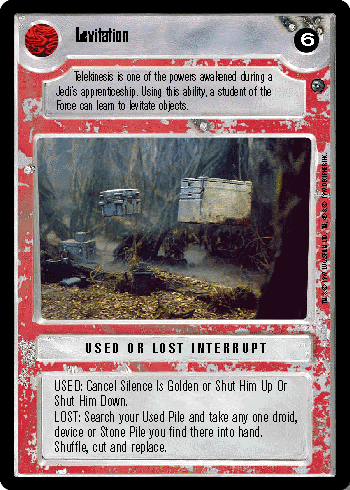 Levitation
6
Telekinesis is one of the powers awakened during a
Jedi's apprenticeship. Using this ability, a student of the
Force can learn to levitate objects.
USED OR LOST INTERRUPT
USED: Cancel Silence Is Golden or Shut Him Up Or
Shut Him Down.
LOST: Search your Used Pile and take any one droid,
device or Stone Pile you find there into hand.
Shuffle, cut and replace.